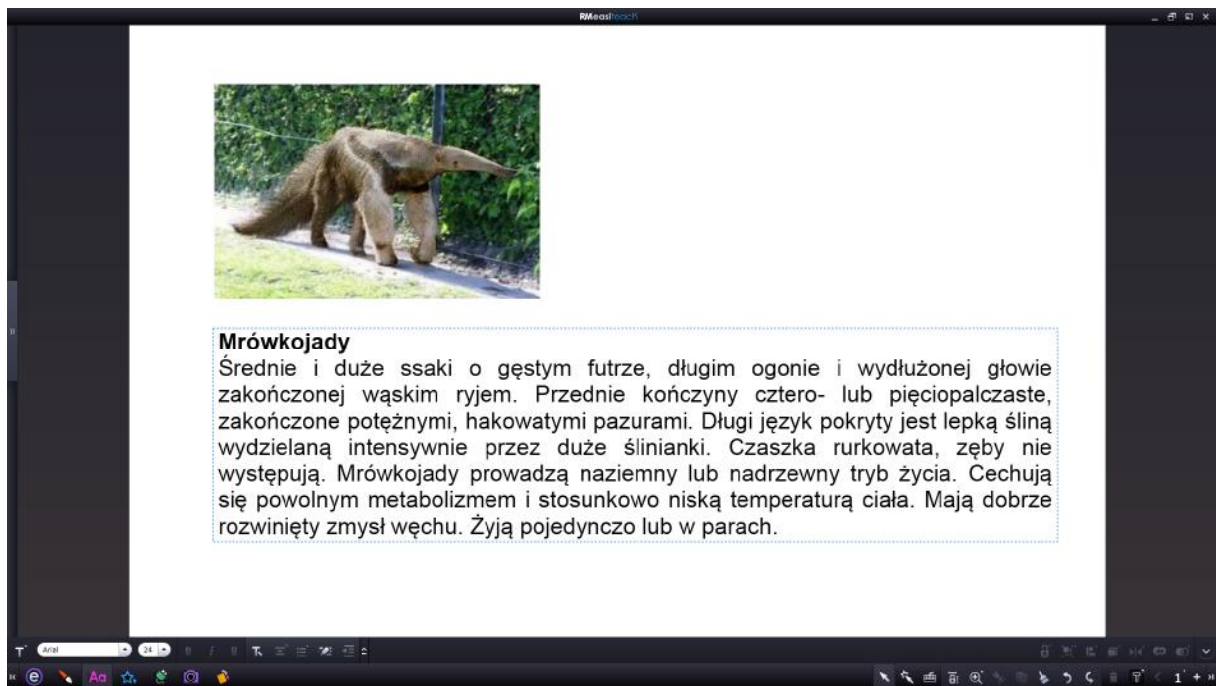 RMeasiteach
Mrówkojady
Średnie i duże ssaki o gęstym futrze, długim ogonie i wydłużonej głowie
zakończonej wąskim ryjem. Przednie kończyny cztero- lub pięciopalczaste,
zakończone potężnymi, hakowatymi pazurami. Długi język pokryty jest lepką śliną
wydzielaną intensywnie przez duże ślinianki. Czaszka rurkowata, zęby nie
występują. Mrówkojady prowadzą naziemny lub nadrzewny tryb życia. Cechują
się powolnym metabolizmem i stosunkowo niską temperaturą ciała. Mają dobrze
rozwinięty zmysł węchu. Żyją pojedynczo lub w parach.
Arial 24
Aa 1